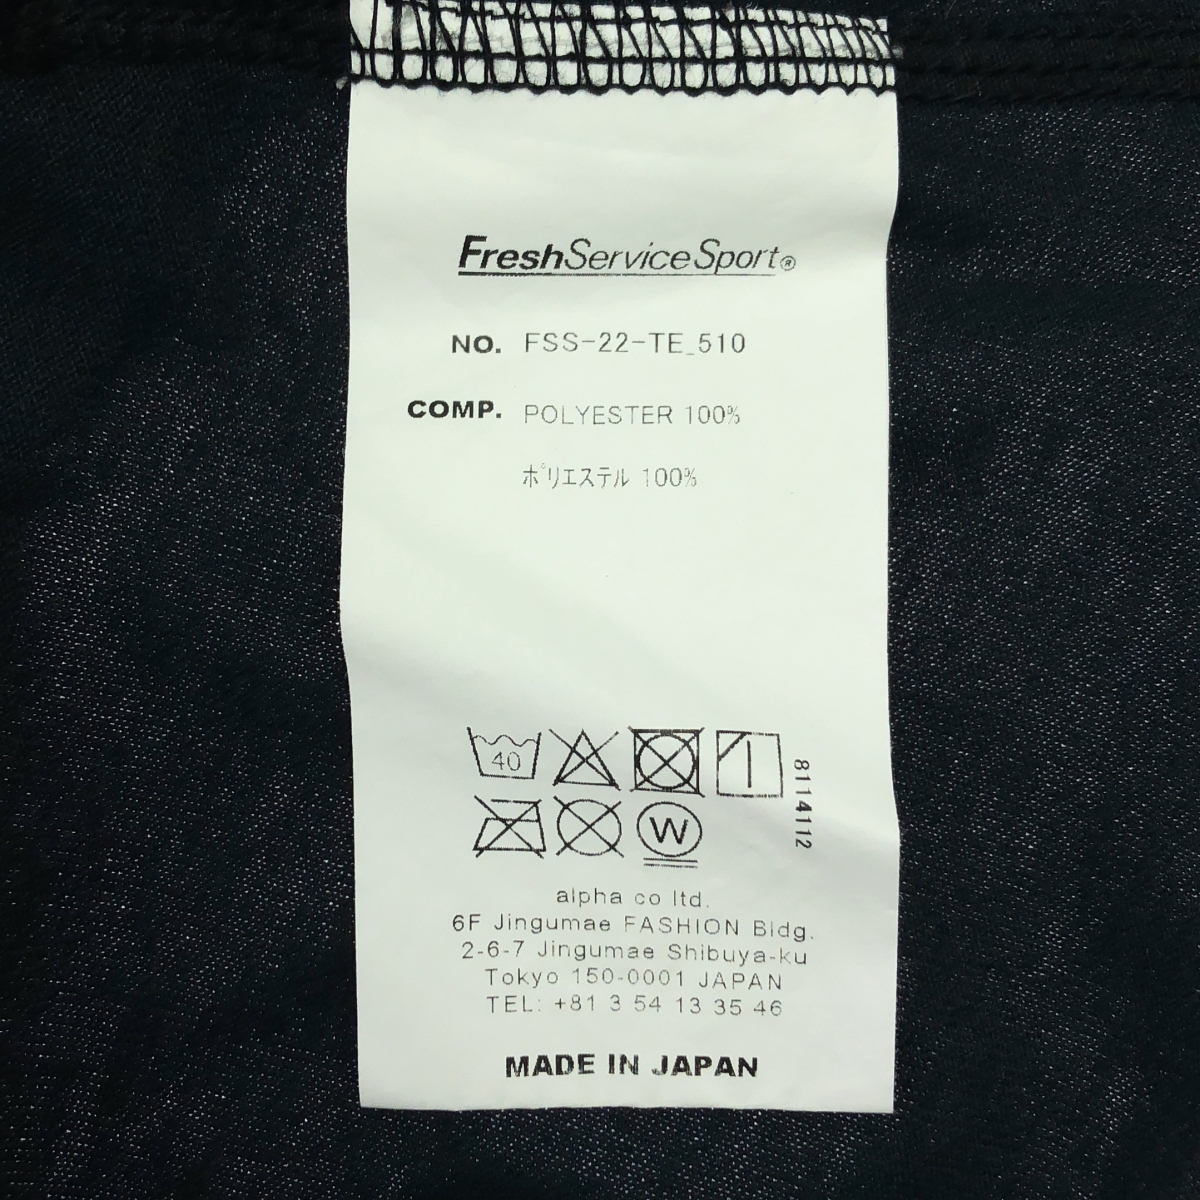 FreshServiceSport®
NO. FSS-22-TE_510
COMP. POLYESTER 100%
ポリエステル 100%
40
8114112
W
alpha co ltd.
6F Jingumae FASHION Bldg.
2-6-7 Jingumae Shibuya-ku
Tokyo 150-0001 JAPAN
TEL: +81 3 54 13 35 46
MADE IN JAPAN